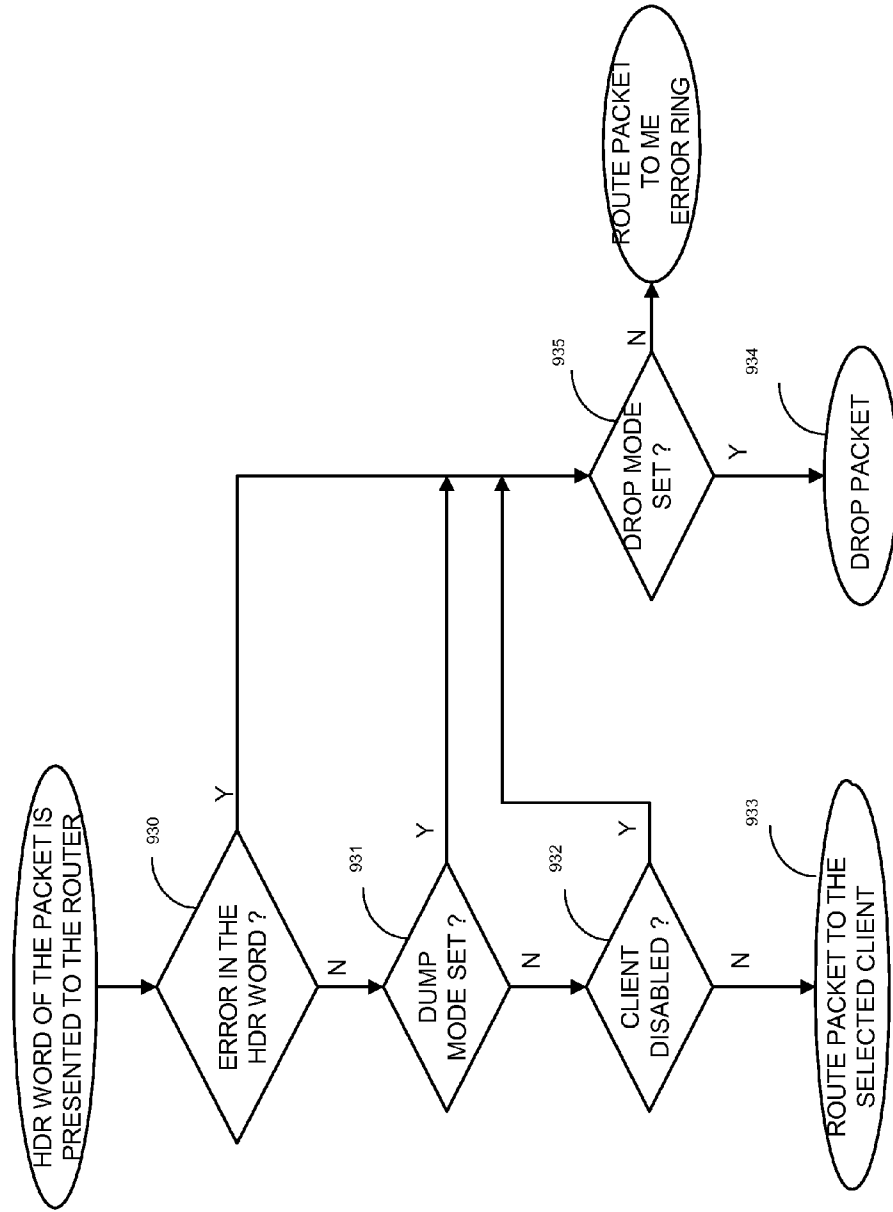 HDR WORD OF THE PACKET IS
PRESENTED TO THE ROUTER
930
ERROR IN THE
HDR WORD ?
Y
N
931
DUMP
MODE SET ?
Y
N
932
CLIENT
DISABLED ?
Y
N
933
ROUTE PACKET TO THE
SELECTED CLIENT
935
DROP MODE
SET ?
N
ROUTE PACKET
TO ME
ERROR RING
Y
934
DROP PACKET